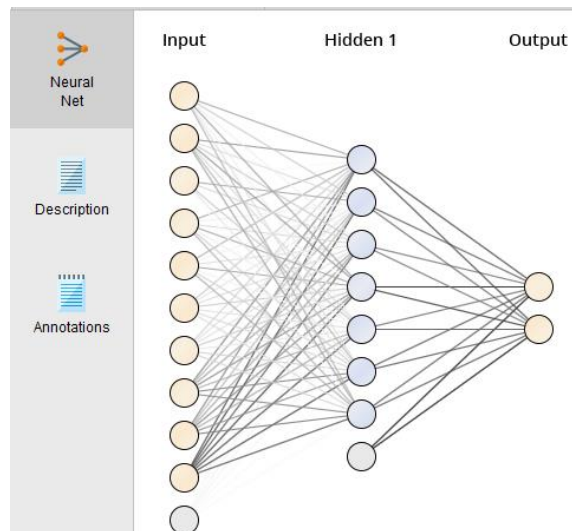 Input Hidden 1 Output
Neural
Net
Description
Annotations